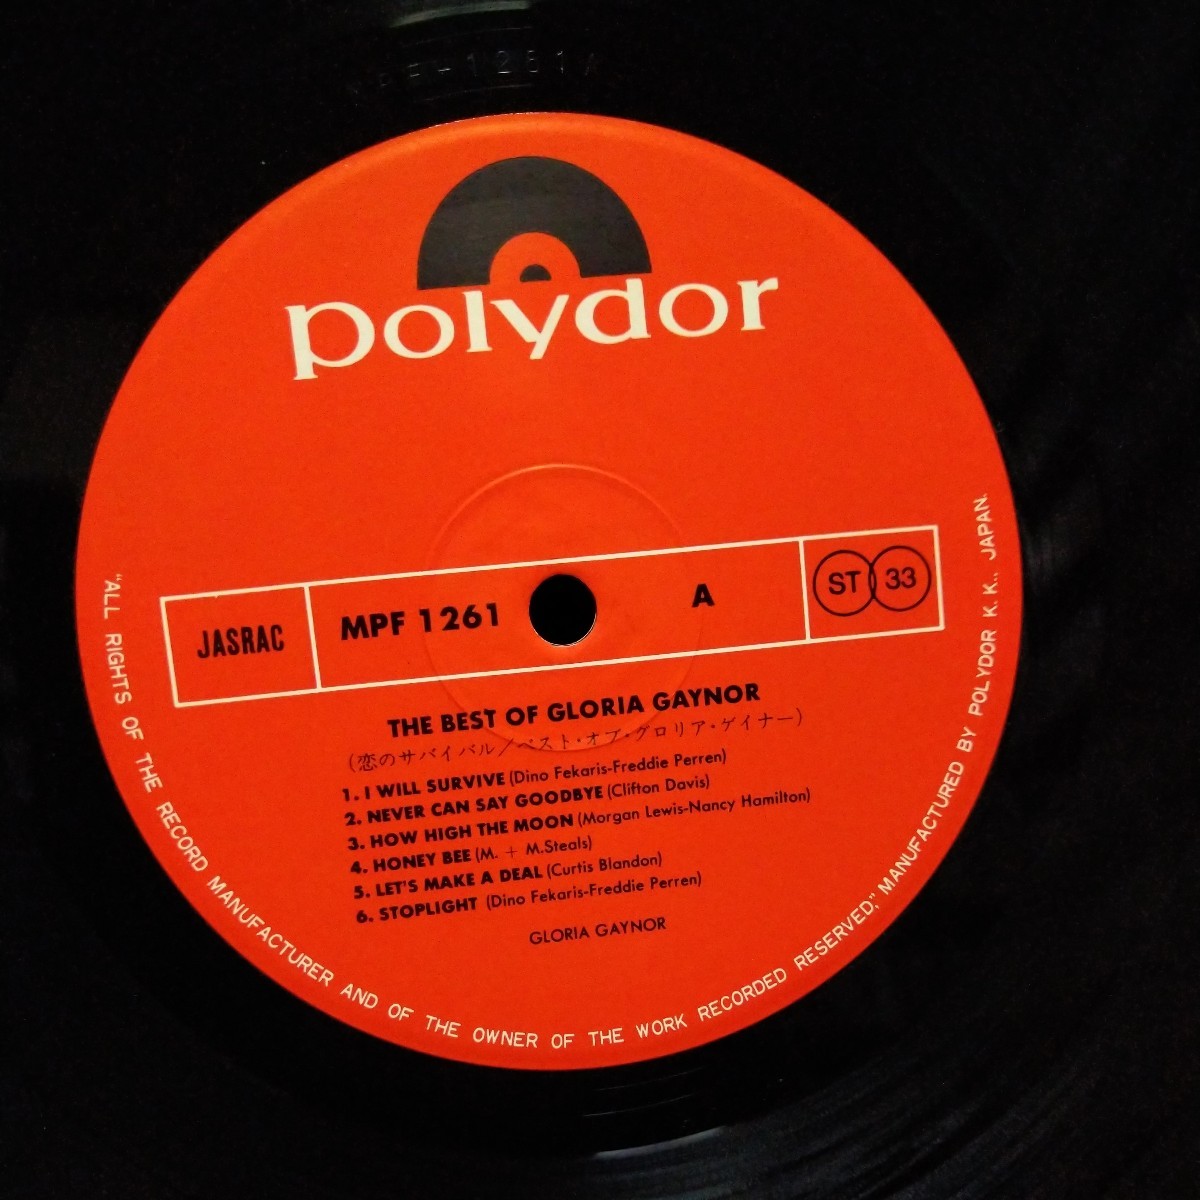 -1261A
polydor
JASRAC
MPF 1261
A
ST 33
THE BEST OF GLORIA GAYNOR
(恋のサバイバル/ベスト・オブ・グロリア・ゲイナー)
1. I WILL SURVIVE (Dino Fekaris-Freddie Perren)
2. NEVER CAN SAY GOODBYE (Clifton Davis)
3. HOW HIGH THE MOON (Morgan Lewis-Nancy Hamilton)
4. HONEY BEE (M. + M.Steals)
5. LET'S MAKE A DEAL (Curtis Blandon)
6. STOPLIGHT (Dino Fekaris-Freddie Perren)
GLORIA GAYNOR
"ALL RIGHTS OF THE RECORD MANUFACTURER AND OF THE OWNER OF THE WORK RECORDED RESERVED," MANUFACTURED BY POLYDOR K. K., JAPAN.